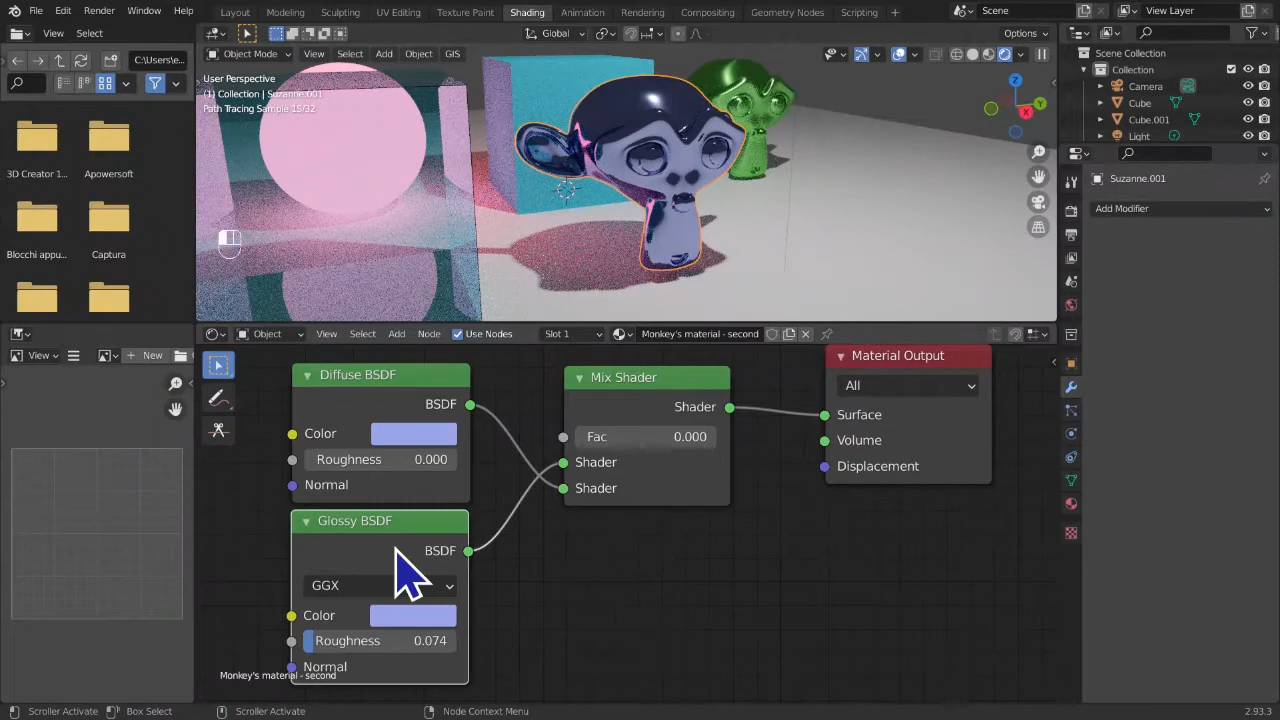 File Edit Render Window Help Layout Modeling Sculpting UV Editing Texture Paint Shading Animation Rendering Compositing Geometry Nodes Scripting + Scene View Layer
View Select Global Options
C:\Users\e...
Object Mode View Select Add Object GIS
User Perspective
(1) Collection | Suzanne.001
Path Tracing Sample 15/32
3D Creator 1...
Apowersoft
Blocchi appu...
Captura
Z
Y
X
Scene Collection
Collection
Camera
Cube
Cube.001
Light
Suzanne.001
Add Modifier
Object View Select Add Node Use Nodes Slot 1 Monkey's material - second
View + New
Diffuse BSDF
BSDF
Color
Roughness 0.000
Normal
Glossy BSDF
BSDF
GGX
Color
Roughness 0.074
Normal
Monkey's material - second
Mix Shader
Shader
Fac 0.000
Shader
Shader
Material Output
All
Surface
Volume
Displacement
Scroller Activate Box Select Scroller Activate Node Context Menu 2.93.3